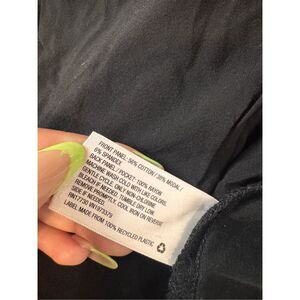 FRONT PANEL: 56% COTTON / 38% MODAL /
6% SPANDEX
BACK PANEL / POCKET: 100% RAYON
MACHINE WASH COLD WITH LIKE COLORS.
GENTLE CYCLE. ONLY NON-CHLORINE
BLEACH IF NEEDED. TUMBLE DRY LOW.
REMOVE PROMPTLY. COOL IRON ON REVERSE
SIDE IF NEEDED.
LABEL: MADE FROM 100% RECYCLED PLASTIC